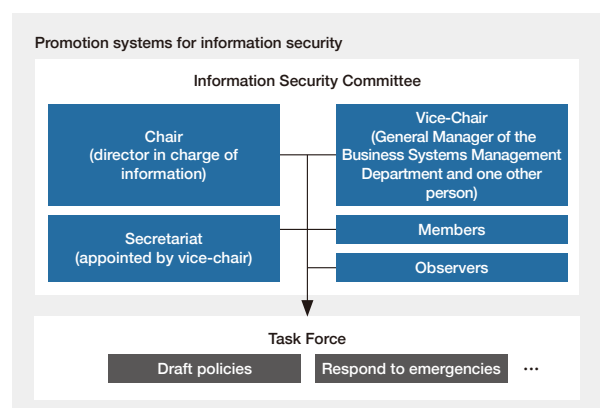 Promotion systems for information security
Information Security Committee
Chair
(director in charge of
information)
Vice-Chair
(General Manager of the
Business Systems Management
Department and one other
person)
Secretariat
(appointed by vice-chair)
Members
Observers
Task Force
Draft policies
Respond to emergencies
...